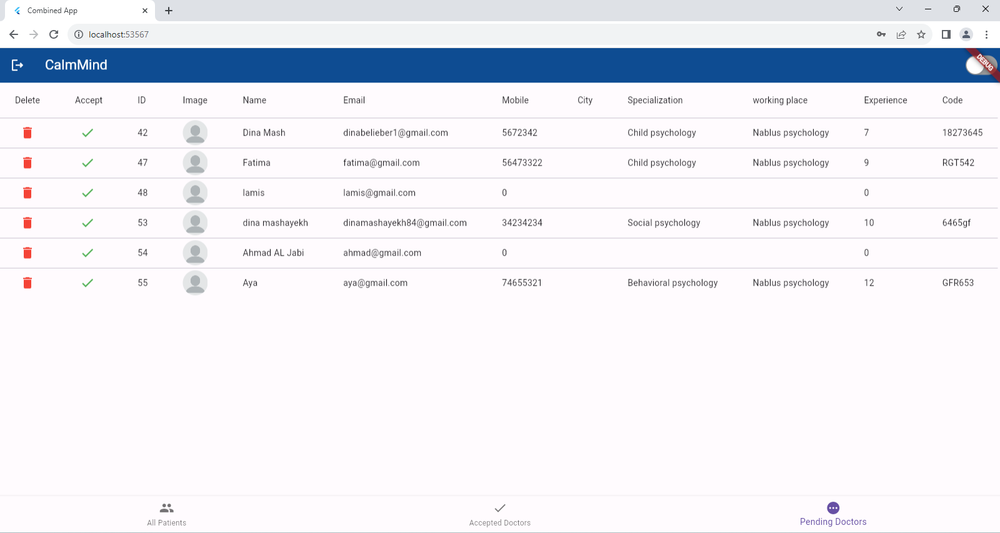 Combined App
localhost:53567
CalmMind
DEBUG
Delete Accept ID Image Name Email Mobile City Specialization working place Experience Code
42 Dina Mash dinabelieber1@gmail.com 5672342 Child psychology Nablus psychology 7 18273645
47 Fatima fatima@gmail.com 56473322 Child psychology Nablus psychology 9 RGT542
48 lamis lamis@gmail.com 0 0
53 dina mashayekh dinamashayekh84@gmail.com 34234234 Social psychology Nablus psychology 10 6465gf
54 Ahmad AL Jabi ahmad@gmail.com 0 0
55 Aya aya@gmail.com 74655321 Behavioral psychology Nablus psychology 12 GFR653
All Patients Accepted Doctors Pending Doctors